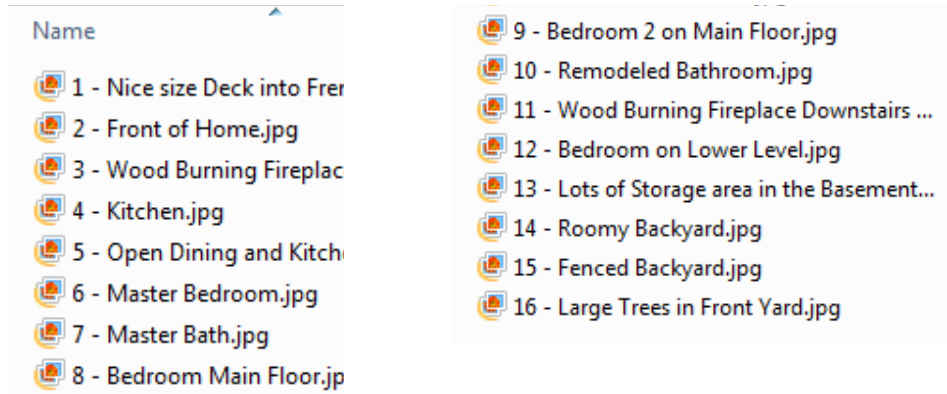 Name
1 - Nice size Deck into
2 - Front of Home.jpg
3 - Wood Burning
4 - Kitchen.jpg
5 - Open Dining and
6 - Master Bedroom.jpg
7 - Master Bath.jpg
8 - Bedroom Main Floor.jp
9 - Bedroom 2 on Main Floor.jpg
10 - Remodeled Bathroom.jpg
11 - Wood Burning Fireplace Downstairs ...
12 - Bedroom on Lower Level.jpg
13 - Lots of Storage area in the Basement...
14 - Roomy Backyard.jpg
15 - Fenced Backyard.jpg
16 - Large Trees in Front Yard.jpg